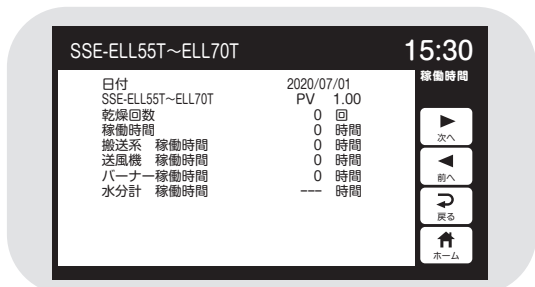 SSE-ELL55T～ELL70T
15:30
稼働時間
日付 2020/07/01
SSE-ELL55T～ELL70T PV 1.00
乾燥回数 0 回
稼働時間 0 時間
搬送系 稼働時間 0 時間
送風機 稼働時間 0 時間
バーナー稼働時間 0 時間
水分計 稼働時間 --- 時間
次へ
前へ
戻る
ホーム